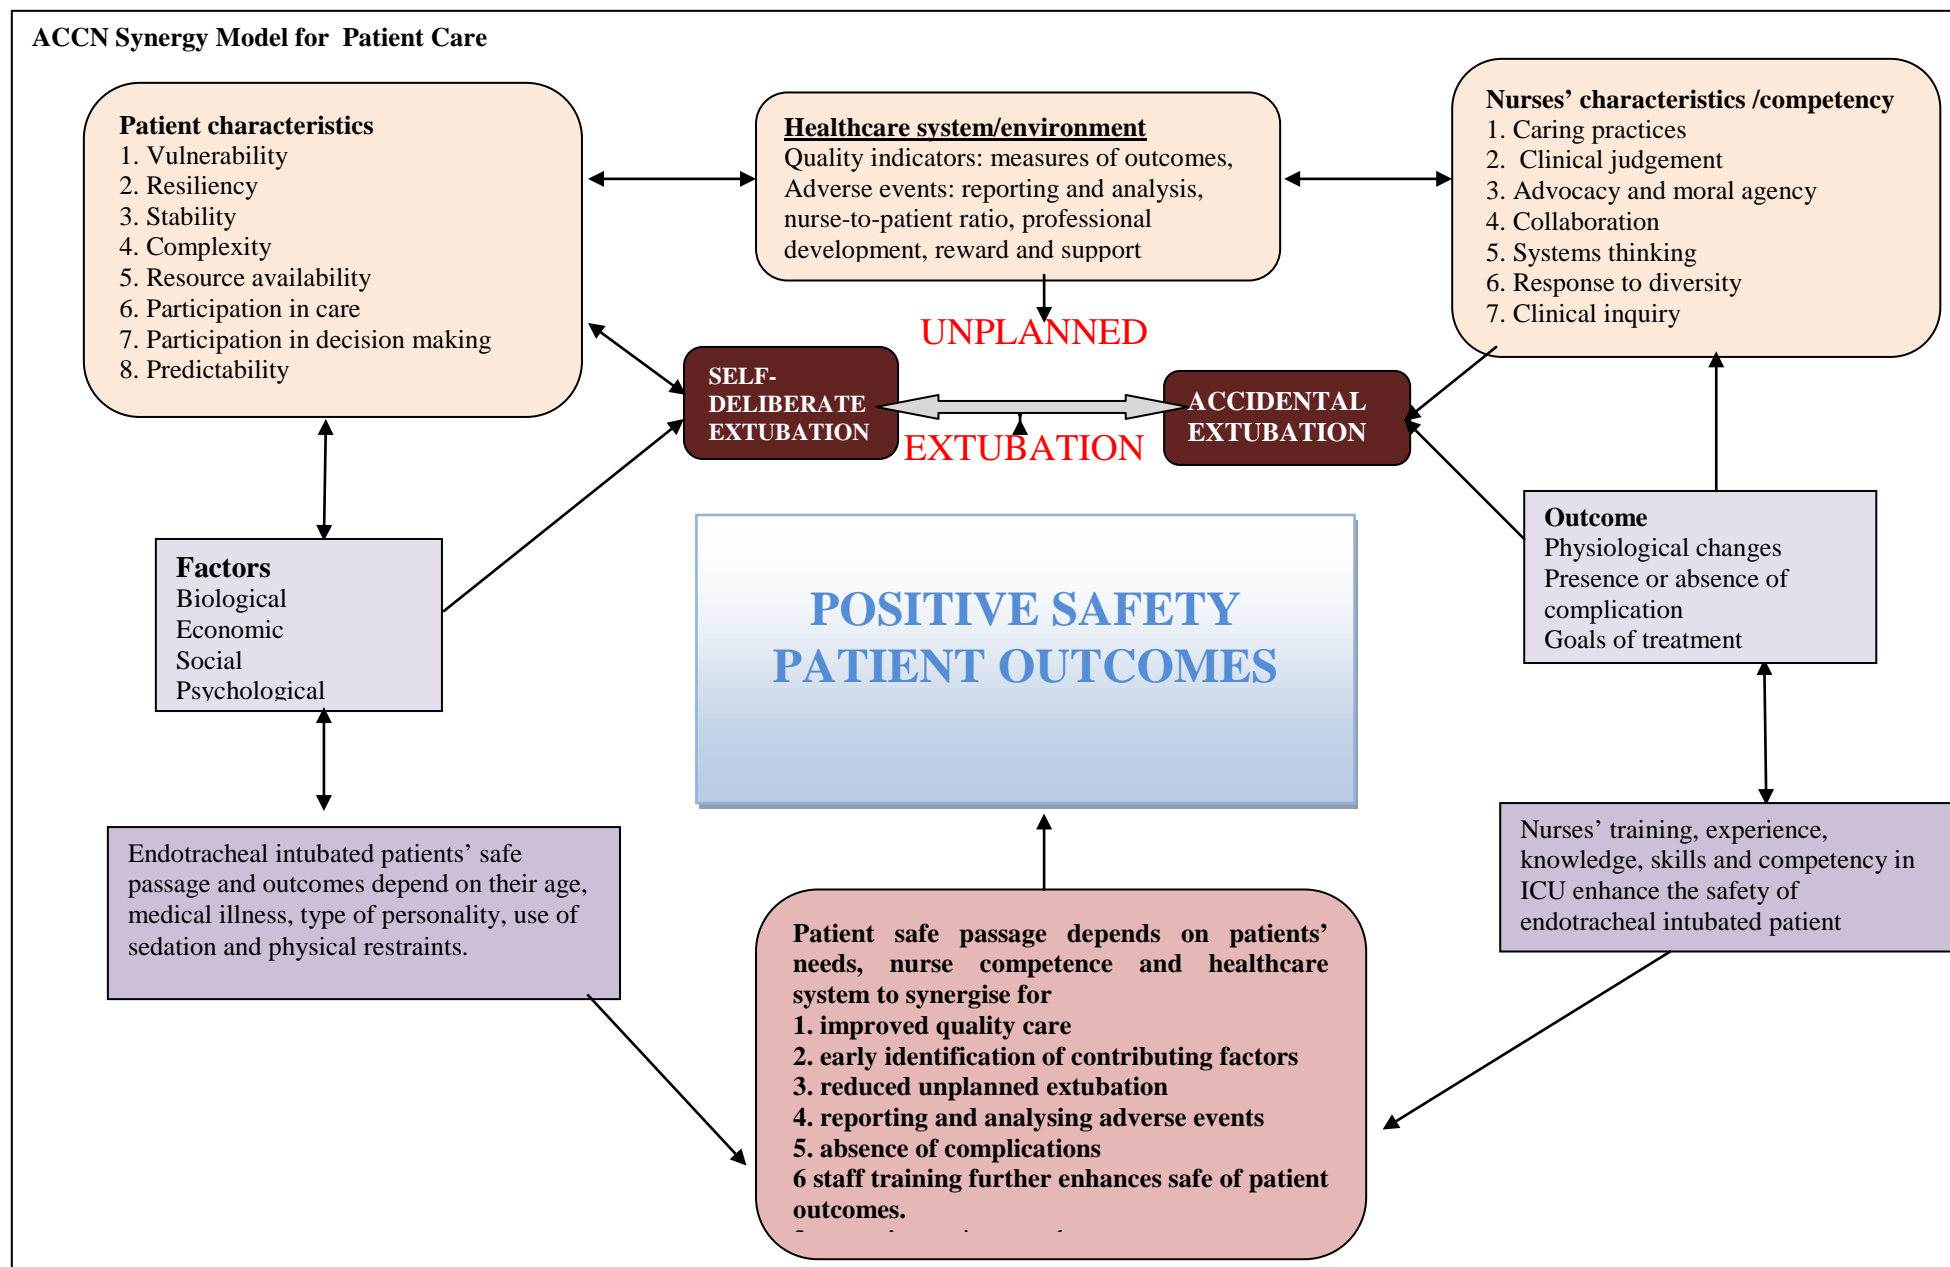 ACCN Synergy Model for  Patient Care
Patient characteristics
1. Vulnerability
2. Resiliency
3. Stability
4. Complexity
5. Resource availability
6. Participation in care
7. Participation in decision making
8. Predictability
Healthcare system/environment
Quality indicators: measures of outcomes,
Adverse events: reporting and analysis,
nurse-to-patient ratio, professional
development, reward and support
Nurses’ characteristics /competency
1. Caring practices
2.  Clinical judgement
3. Advocacy and moral agency
4. Collaboration
5. Systems thinking
6. Response to diversity
7. Clinical inquiry
UNPLANNED
SELF-
DELIBERATE
EXTUBATION
ACCIDENTAL
EXTUBATION
EXTUBATION
Factors
Biological
Economic
Social
Psychological
POSITIVE SAFETY
PATIENT OUTCOMES
Outcome
Physiological changes
Presence or absence of
complication
Goals of treatment
Endotracheal intubated patients’ safe
passage and outcomes depend on their age,
medical illness, type of personality, use of
sedation and physical restraints.
Nurses’ training, experience,
knowledge, skills and competency in
ICU enhance the safety of
endotracheal intubated patient
Patient safe passage depends on patients’
needs, nurse competence and healthcare
system to synergise for
1. improved quality care
2. early identification of contributing factors
3. reduced unplanned extubation
4. reporting and analysing adverse events
5. absence of complications
6 staff training further enhances safe of patient
outcomes.